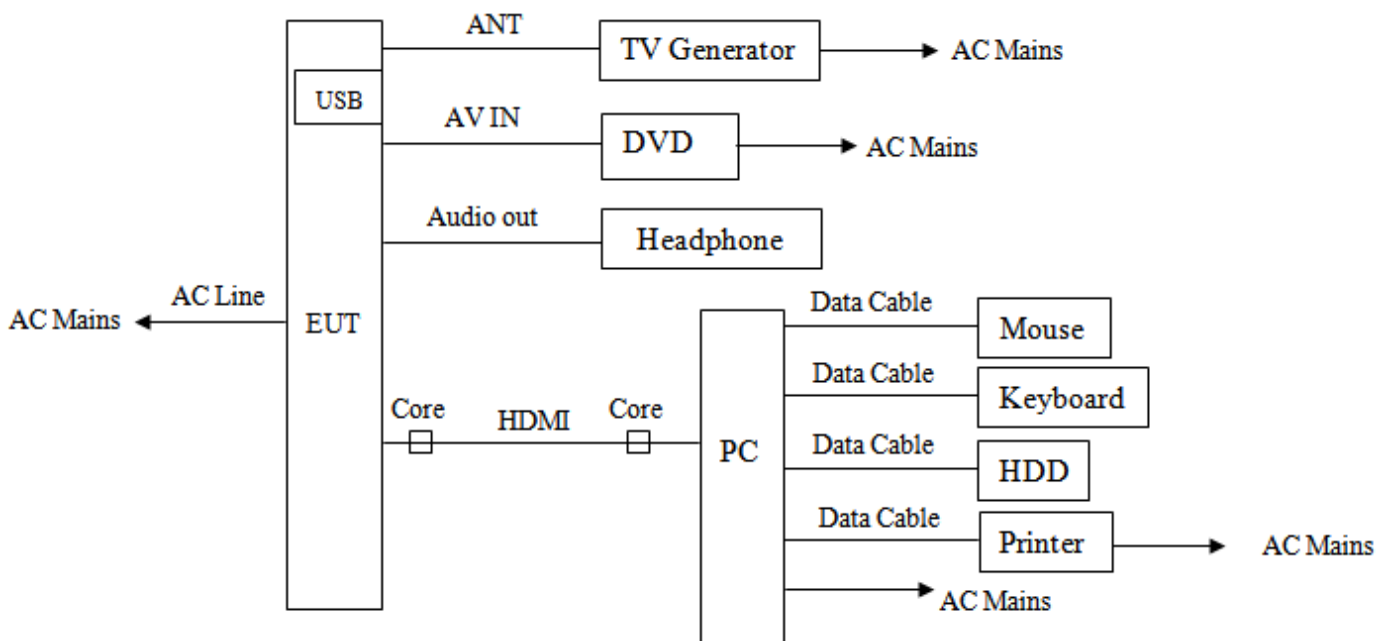 ANT
TV Generator
AC Mains
USB
AV IN
DVD
AC Mains
Audio out
Headphone
AC Mains
AC Line
EUT
Data Cable
Mouse
Data Cable
Keyboard
Core
HDMI
Core
PC
Data Cable
HDD
Data Cable
Printer
AC Mains
AC Mains